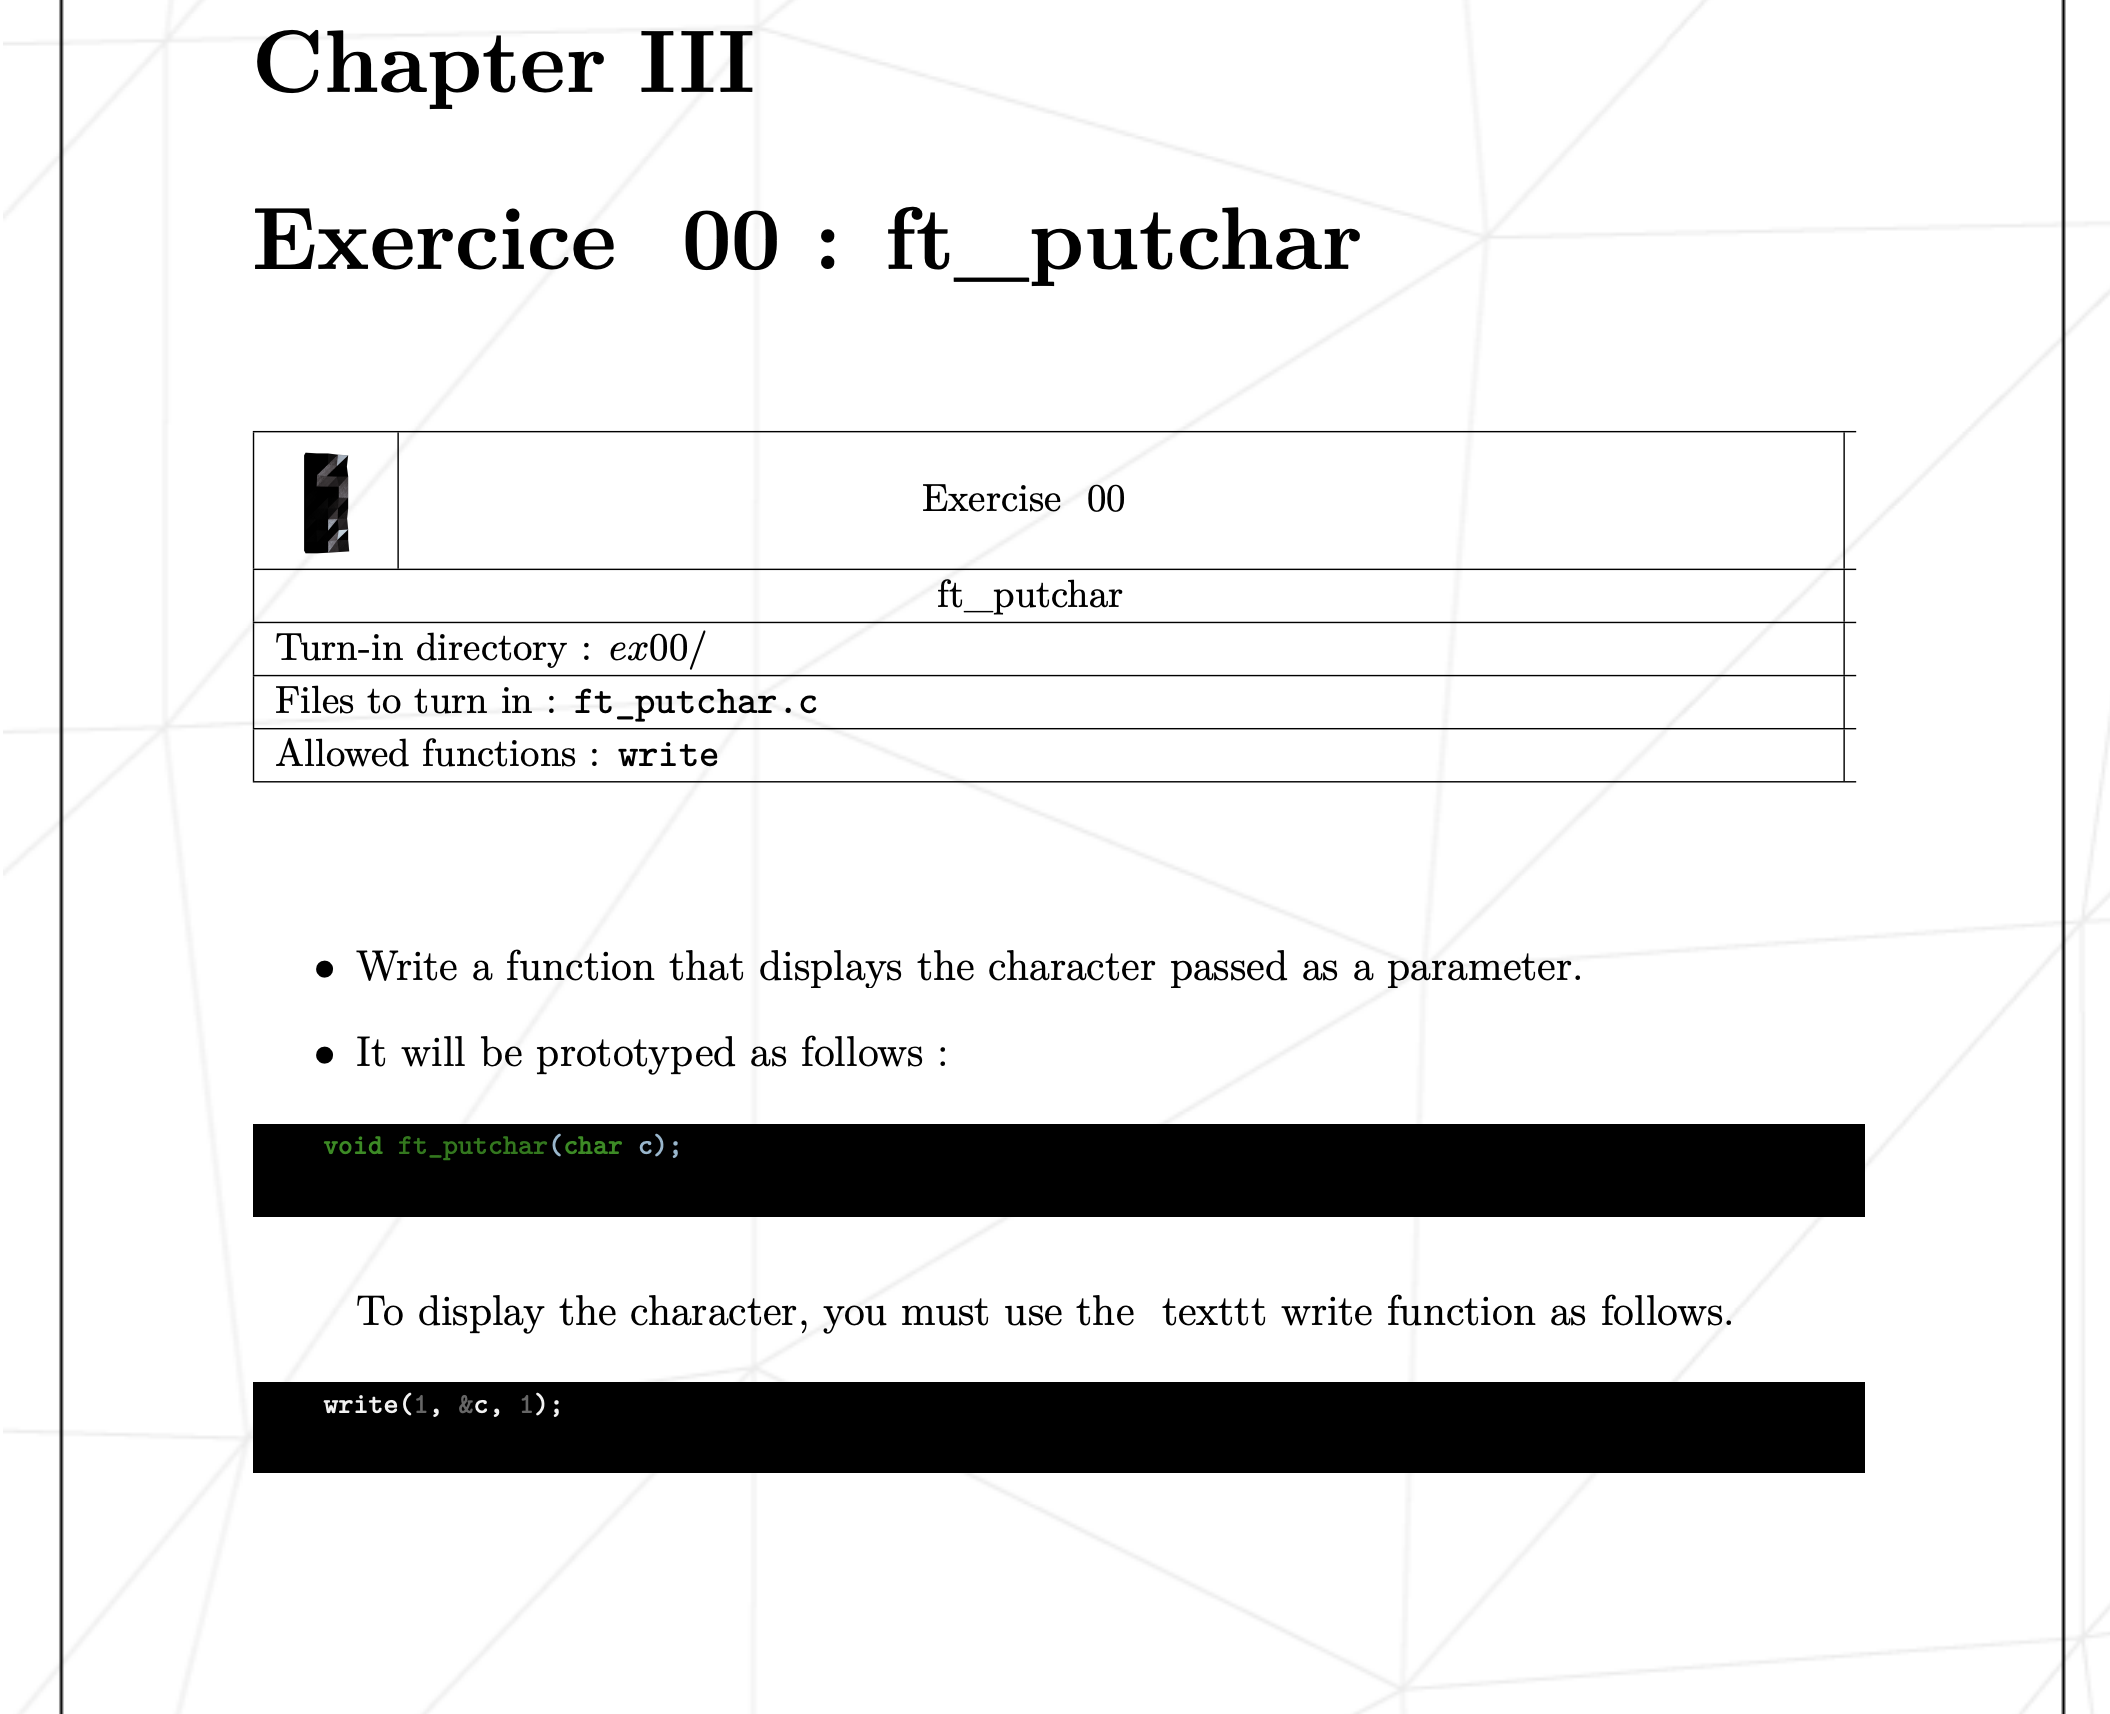 Chapter III
Exercice 00 : ft_putchar
Exercise 00
ft_putchar
Turn-in directory : ex00/
Files to turn in : ft_putchar.c
Allowed functions : write
• Write a function that displays the character passed as a parameter.
• It will be prototyped as follows :
void ft_putchar(char c);
To display the character, you must use the texttt write function as follows.
write(1, &c, 1);